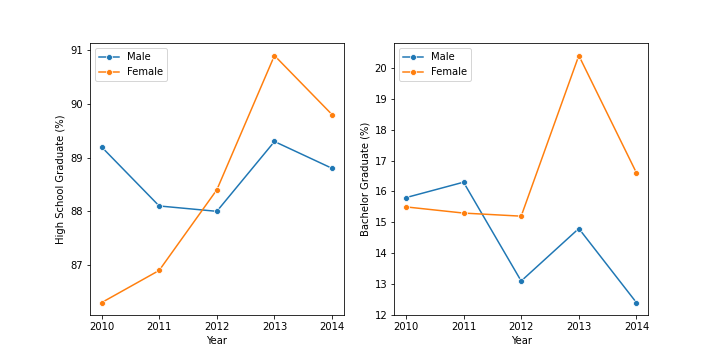 Male
Female
91
90
89
88
87
High School Graduate (%)
2010 2011 2012 2013 2014
Year
Male
Female
20
19
18
17
16
15
14
13
12
Bachelor Graduate (%)
2010 2011 2012 2013 2014
Year